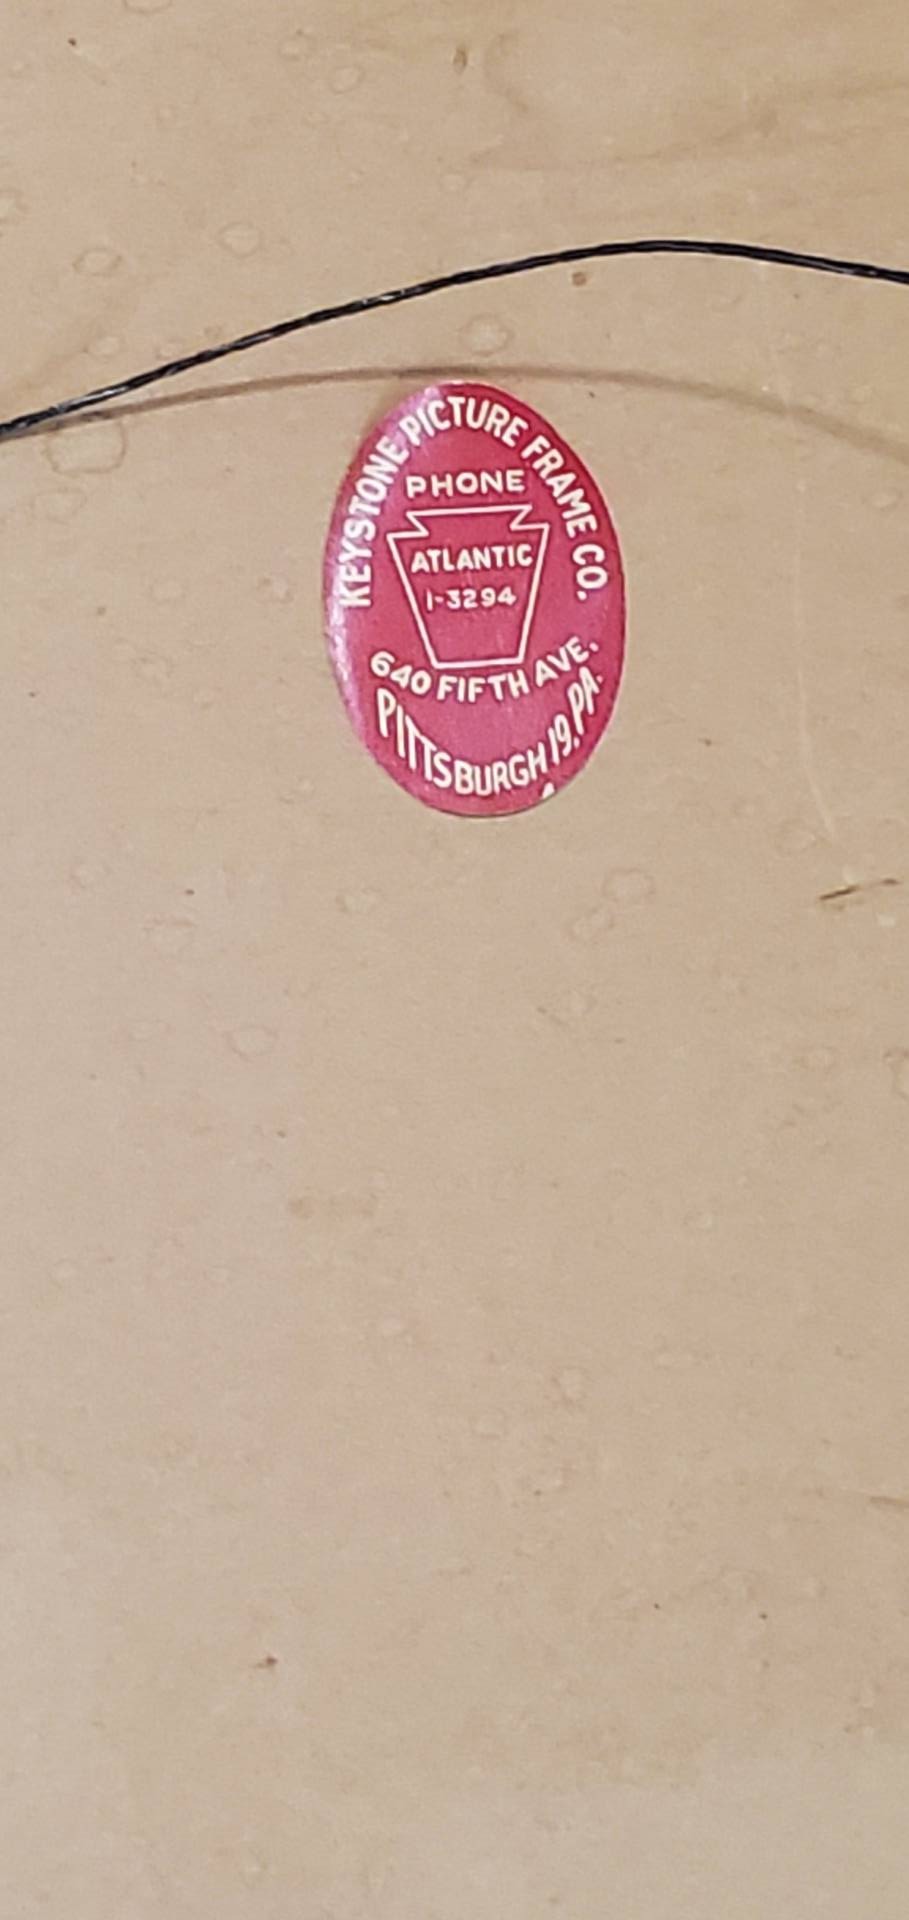 KEYSTONE PICTURE FRAME CO.
PHONE
ATLANTIC
1-3294
640 FIFTH AVE.
PITTSBURGH 19, PA.